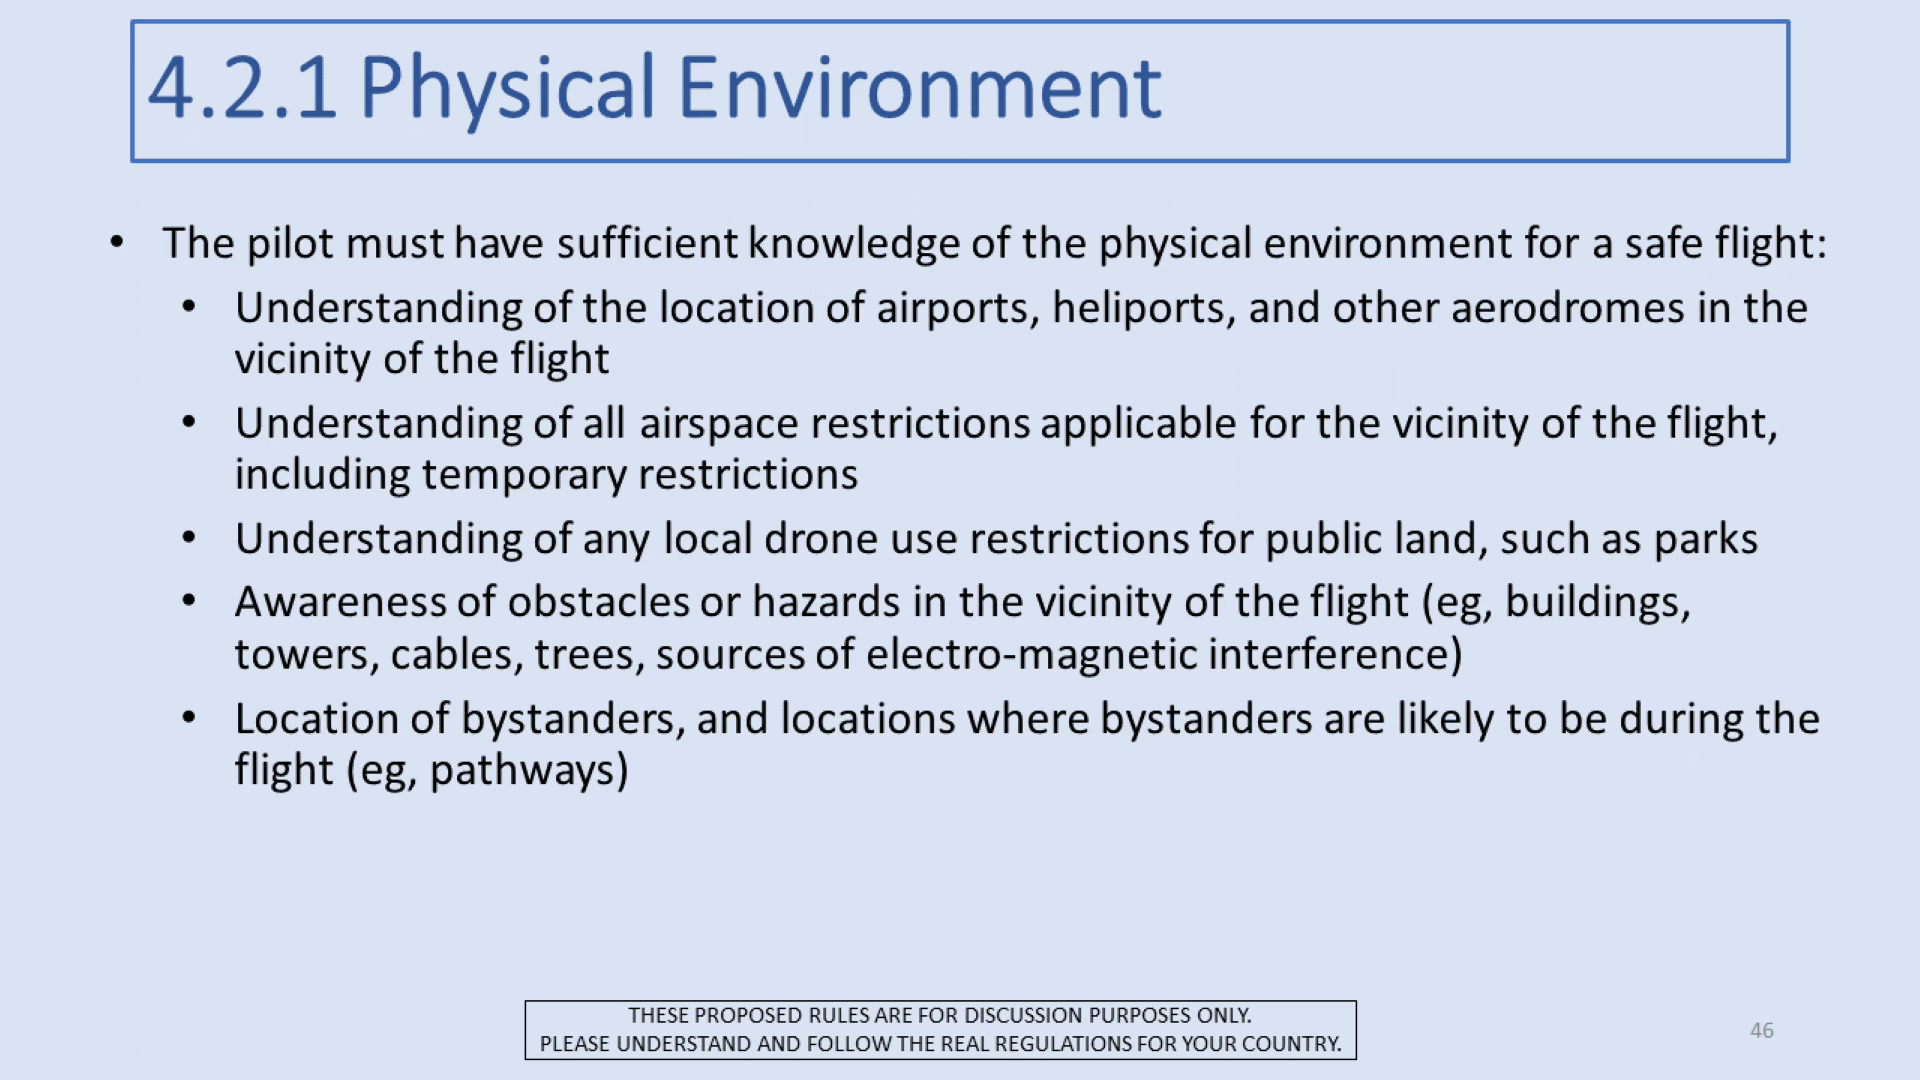 4.2.1 Physical Environment
• The pilot must have sufficient knowledge of the physical environment for a safe flight:
• Understanding of the location of airports, heliports, and other aerodromes in the
vicinity of the flight
• Understanding of all airspace restrictions applicable for the vicinity of the flight,
including temporary restrictions
• Understanding of any local drone use restrictions for public land, such as parks
• Awareness of obstacles or hazards in the vicinity of the flight (eg, buildings,
towers, cables, trees, sources of electro-magnetic interference)
• Location of bystanders, and locations where bystanders are likely to be during the
flight (eg, pathways)
THESE PROPOSED RULES ARE FOR DISCUSSION PURPOSES ONLY.
PLEASE UNDERSTAND AND FOLLOW THE REAL REGULATIONS FOR YOUR COUNTRY.
46